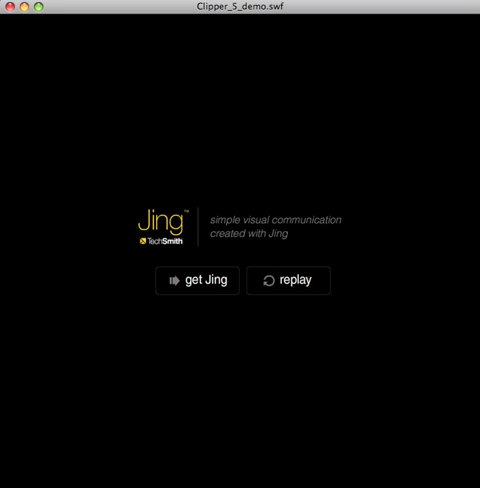 Clipper_5_demo.swf
Jing™
TechSmith
simple visual communication
created with Jing
get Jing
replay